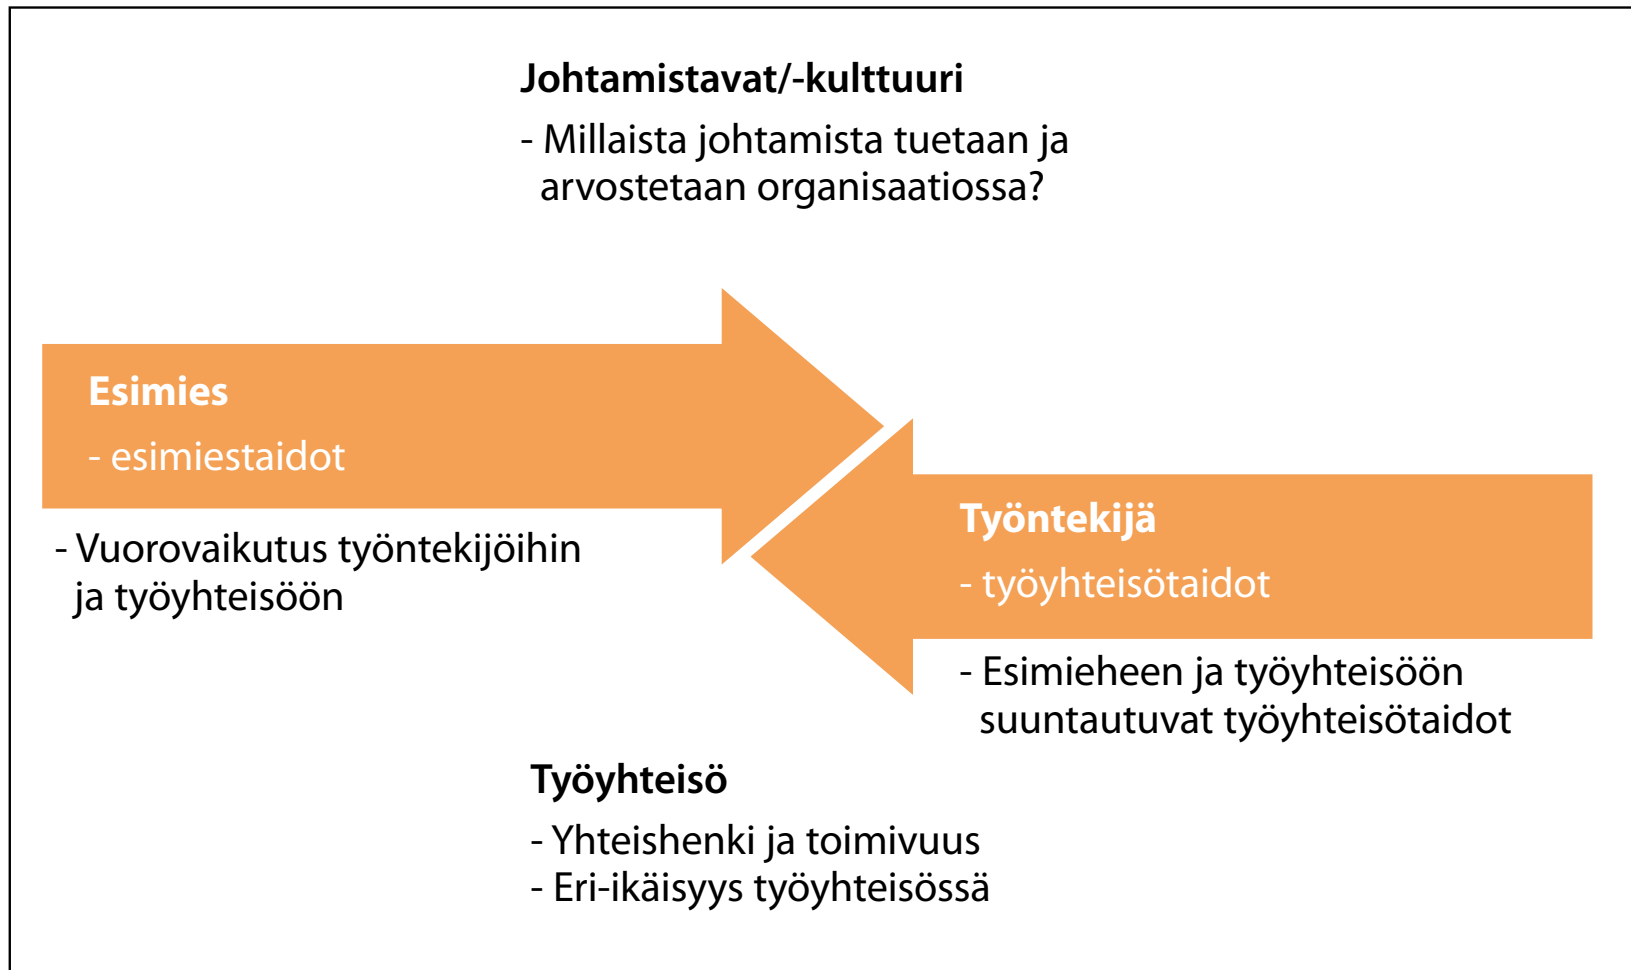 Johtamistavat/-kulttuuri
- Millaista johtamista tuetaan ja
arvostetaan organisaatiossa?
Esimies
- esimiestaidot
- Vuorovaikutus työntekijöihin
ja työyhteisöön
Työntekijä
- työyhteisötaidot
- Esimieheen ja työyhteisöön
suuntautuvat työyhteisötaidot
Työyhteisö
- Yhteishenki ja toimivuus
- Eri-ikäisyys työyhteisössä